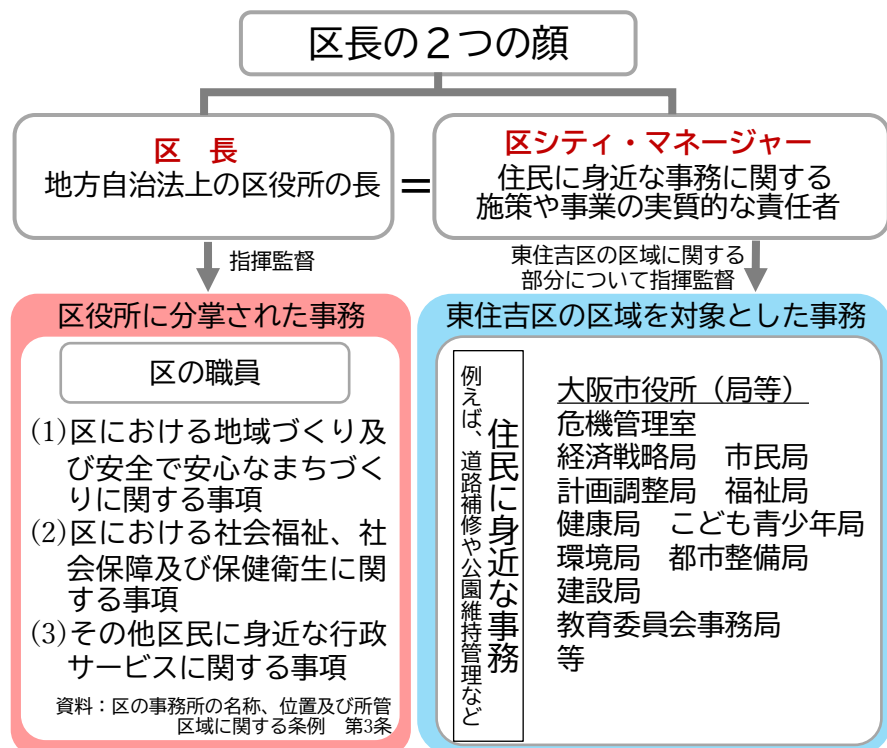 区長の２つの顔
区　長
地方自治法上の区役所の長
＝
区シティ・マネージャー
住民に身近な事務に関する
施策や事業の実質的な責任者
指揮監督
東住吉区の区域に関する
部分について指揮監督
区役所に分掌された事務
区の職員
(1)区における地域づくり及
び安全で安心なまちづく
りに関する事項
(2)区における社会福祉、社
会保障及び保健衛生に関
する事項
(3)その他区民に身近な行政
サービスに関する事項
資料：区の事務所の名称、位置及び所管
区域に関する条例　第3条
東住吉区の区域を対象とした事務
住民に身近な事務
例えば、道路補修や公園維持管理など
大阪市役所（局等）
危機管理室
経済戦略局　市民局
計画調整局　福祉局
健康局　こども青少年局
環境局　都市整備局
建設局
教育委員会事務局
等